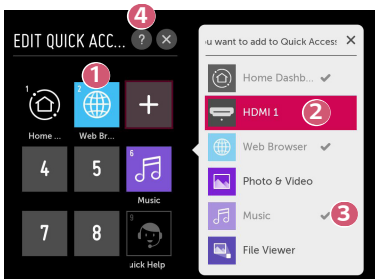 4
EDIT QUICK ACC... ?
1
1
Home ...
2
Web Br...
4
5
6
Music
7
8
9
uick Help
u want to add to Quick Access
Home Dashb...
HDMI 1
2
Web Browser
Photo & Video
Music
3
File Viewer